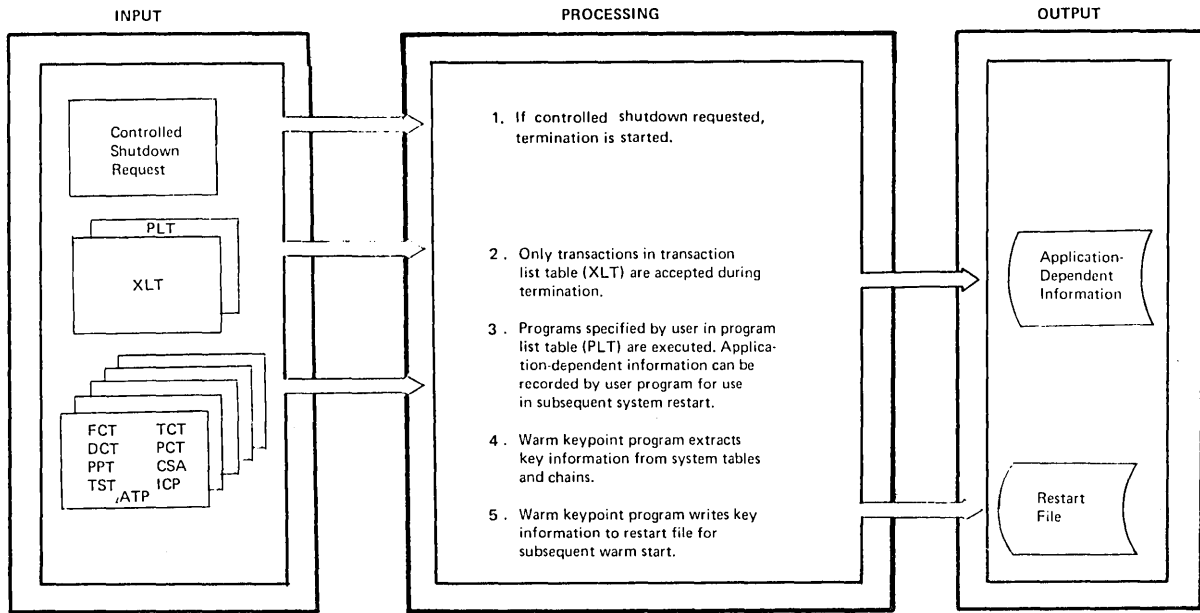 INPUT
PROCESSING
OUTPUT
Controlled
Shutdown
Request
PLT
XLT
FCT TCT
DCT PCT
PPT CSA
TST ICP
ATP
1. If controlled shutdown requested,
termination is started.
2. Only transactions in transaction
list table (XLT) are accepted during
termination.
3. Programs specified by user in program
list table (PLT) are executed. Applica-
tion-dependent information can be
recorded by user program for use
in subsequent system restart.
4. Warm keypoint program extracts
key information from system tables
and chains.
5. Warm keypoint program writes key
information to restart file for
subsequent warm start.
Application-
Dependent
Information
Restart
File